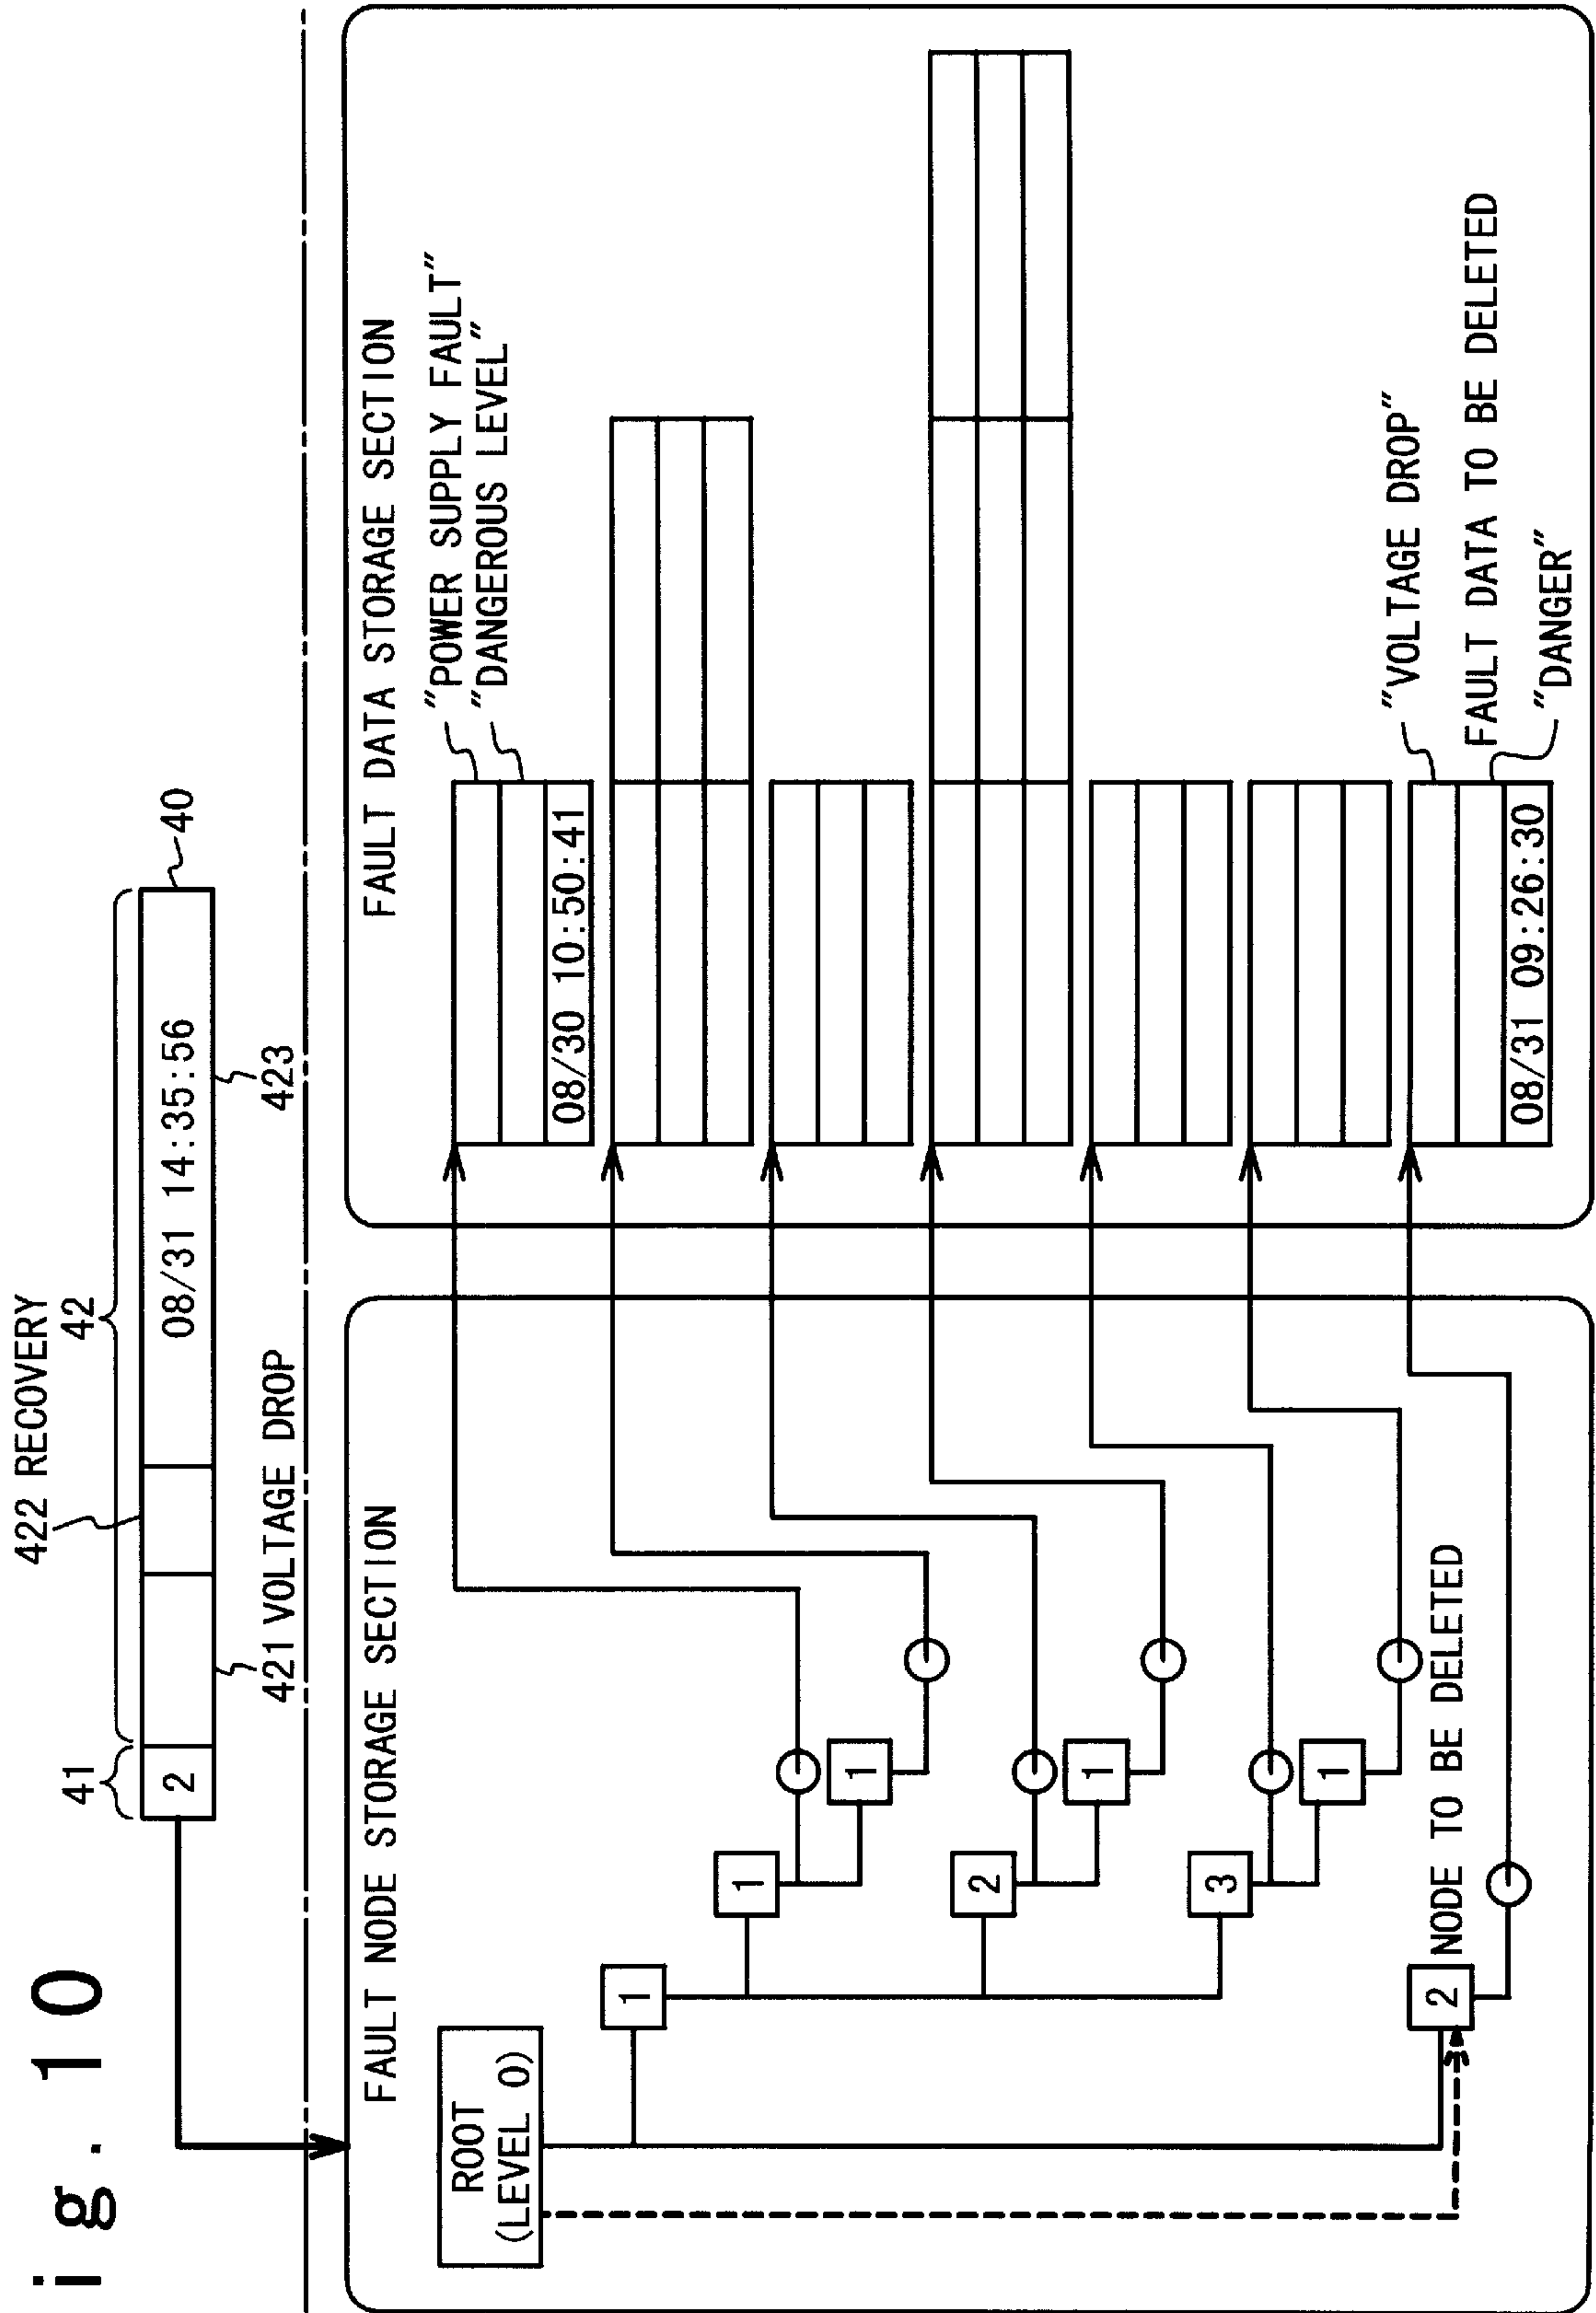 ig. 10
422 RECOVERY
41
42
40
2
08/31 14:35:56
421 VOLTAGE DROP
423
FAULT NODE STORAGE SECTION
ROOT
(LEVEL 0)
1
1
1
2
1
3
1
2
NODE TO BE DELETED
FAULT DATA STORAGE SECTION
"POWER SUPPLY FAULT"
"DANGEROUS LEVEL"
08/30 10:50:41
"VOLTAGE DROP"
FAULT DATA TO BE DELETED
"DANGER"
08/31 09:26:30